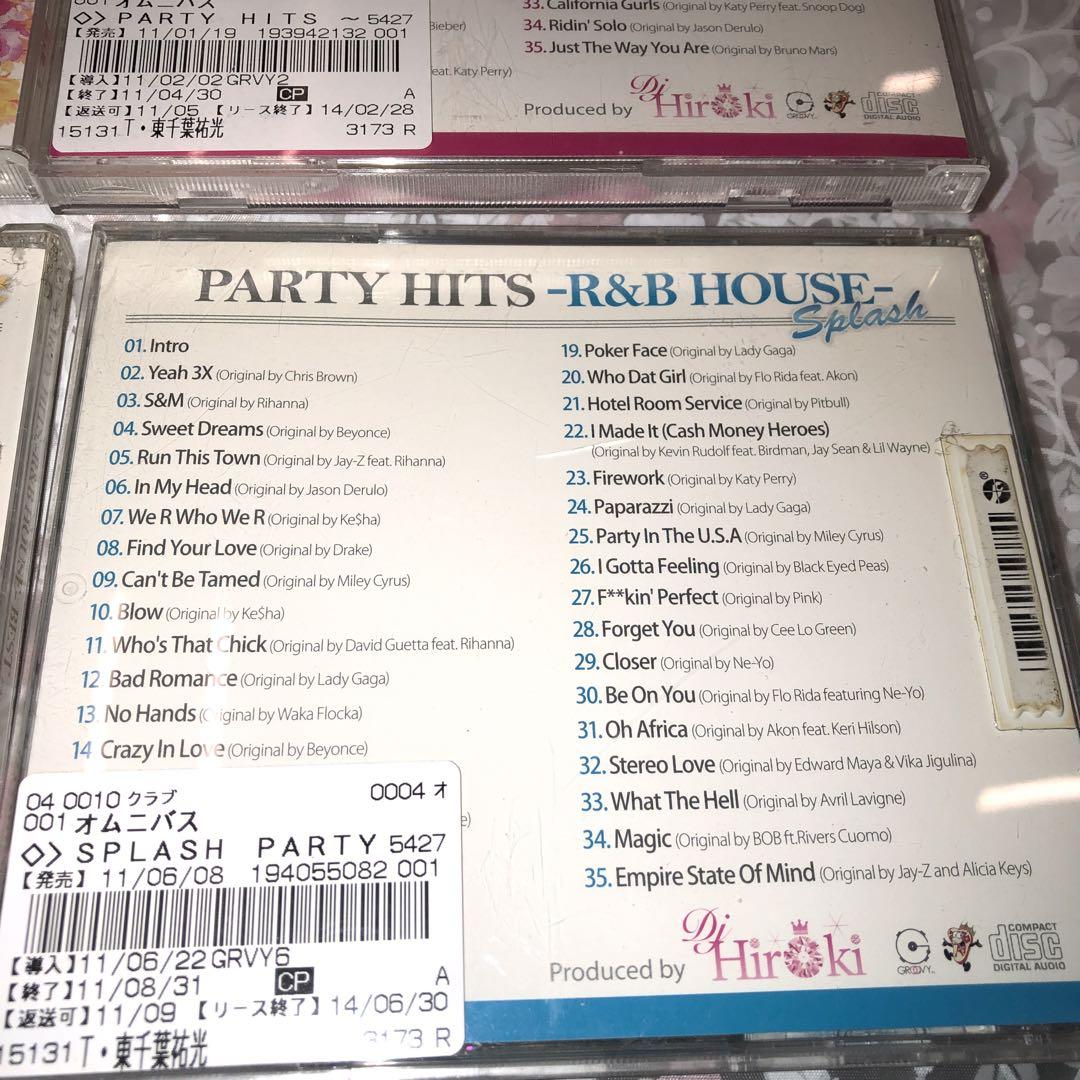 001 オムニバス
◇> PARTY HITS ～ 5427
【発売】 11/01/19 193942132 001
【導入】11/02/02 GRVY2
【終了】11/04/30 CP A
【返送可】11/05 【リース終了】14/02/28
15131 T・東千葉祐光 3173 R
Bieber)
feat. Katy Perry)
33. California Gurls (Original by Katy Perry feat. Snoop Dog)
34. Ridin' Solo (Original by Jason Derulo)
35. Just The Way You Are (Original by Bruno Mars)
Produced by Dj Hiroki
GROOVY
COMPACT
disc
DIGITAL AUDIO
PARTY HITS -R&B HOUSE-
Splash
01. Intro
02. Yeah 3X (Original by Chris Brown)
03. S&M (Original by Rihanna)
04. Sweet Dreams (Original by Beyonce)
05. Run This Town (Original by Jay-Z feat. Rihanna)
06. In My Head (Original by Jason Derulo)
07. We R Who We R (Original by Ke$ha)
08. Find Your Love (Original by Drake)
09. Can't Be Tamed (Original by Miley Cyrus)
10. Blow (Original by Ke$ha)
11. Who's That Chick (Original by David Guetta feat. Rihanna)
12 Bad Romance (Original by Lady Gaga)
13. No Hands (Original by Waka Flocka)
14 Crazy In Love (Original by Beyonce)
19. Poker Face (Original by Lady Gaga)
20. Who Dat Girl (Original by Flo Rida feat. Akon)
21. Hotel Room Service (Original by Pitbull)
22. I Made It (Cash Money Heroes)
(Original by Kevin Rudolf feat. Birdman, Jay Sean & Lil Wayne)
23. Firework (Original by Katy Perry)
24. Paparazzi (Original by Lady Gaga)
25. Party In The U.S.A (Original by Miley Cyrus)
26. I Gotta Feeling (Original by Black Eyed Peas)
27. F**kin' Perfect (Original by Pink)
28. Forget You (Original by Cee Lo Green)
29. Closer (Original by Ne-Yo)
30. Be On You (Original by Flo Rida featuring Ne-Yo)
31. Oh Africa (Original by Akon feat. Keri Hilson)
32. Stereo Love (Original by Edward Maya & Vika Jigulina)
33. What The Hell (Original by Avril Lavigne)
34. Magic (Original by BOB ft.Rivers Cuomo)
35. Empire State Of Mind (Original by Jay-Z and Alicia Keys)
04 0010 クラブ 0004 オ
001 オムニバス
◇> SPLASH PARTY 5427
【発売】 11/06/08 194055082 001
【導入】11/06/22 GRVY6
【終了】11/08/31 CP A
【返送可】11/09 【リース終了】14/06/30
15131 T・東千葉祐光 3173 R
Produced by Dj Hiroki
GROOVY
COMPACT
disc
DIGITAL AUDIO